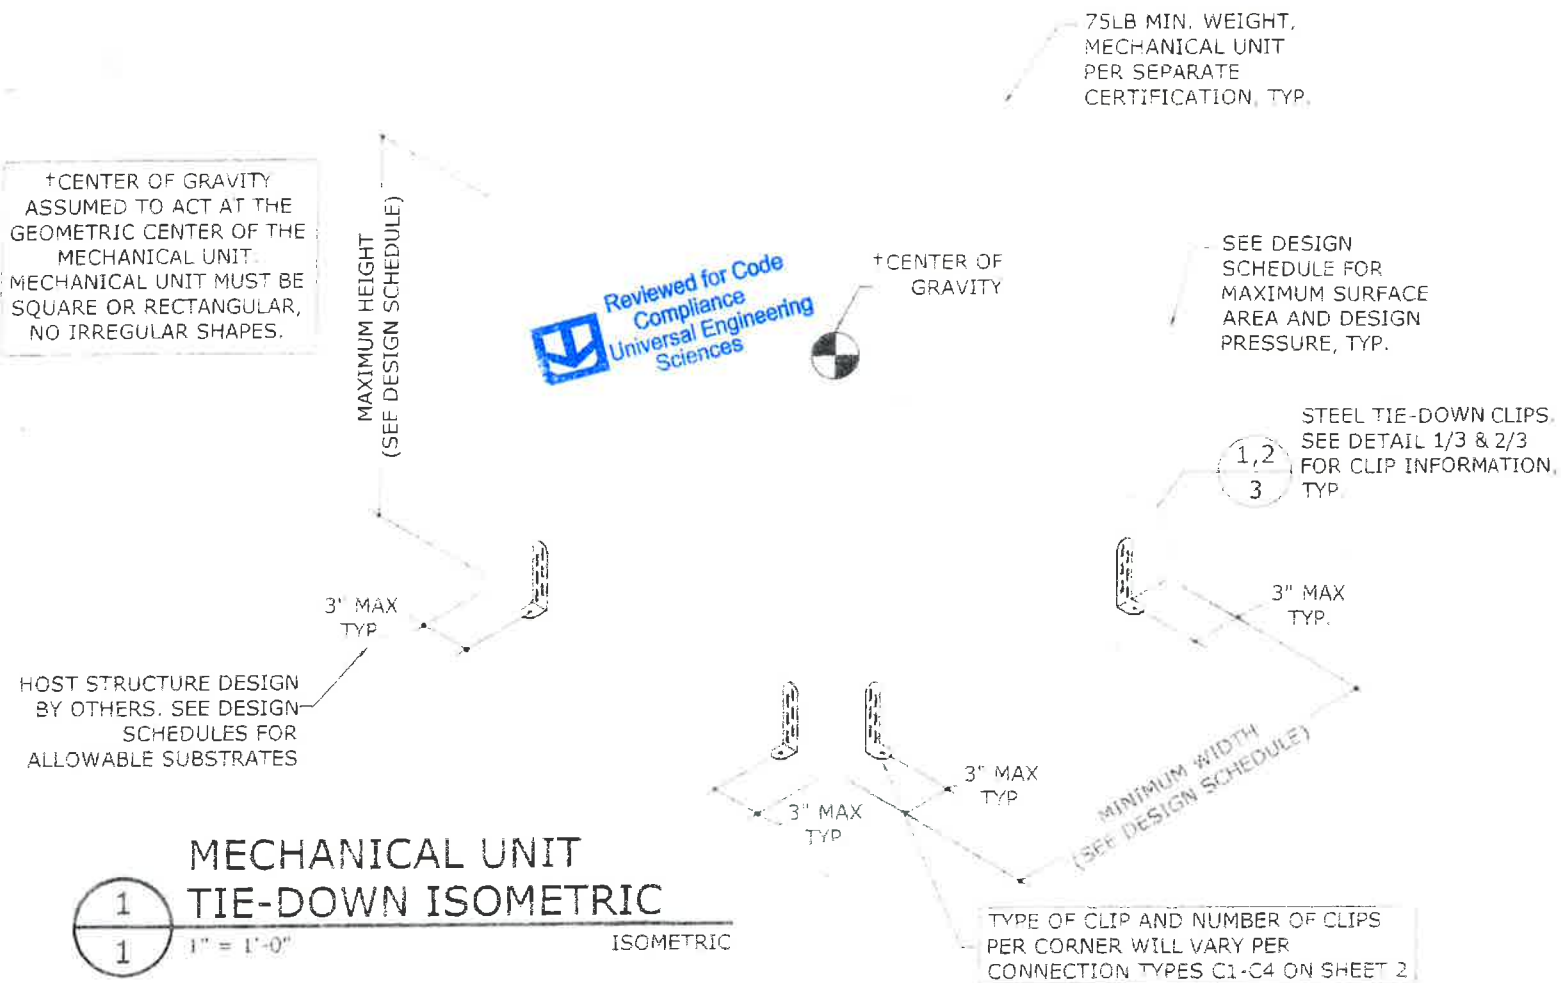 75LB MIN. WEIGHT,
MECHANICAL UNIT
PER SEPARATE
CERTIFICATION, TYP.
†CENTER OF GRAVITY
ASSUMED TO ACT AT THE
GEOMETRIC CENTER OF THE
MECHANICAL UNIT.
MECHANICAL UNIT MUST BE
SQUARE OR RECTANGULAR,
NO IRREGULAR SHAPES.
MAXIMUM HEIGHT
(SEE DESIGN SCHEDULE)
Reviewed for Code
Compliance
Universal Engineering
Sciences
†CENTER OF
GRAVITY
SEE DESIGN
SCHEDULE FOR
MAXIMUM SURFACE
AREA AND DESIGN
PRESSURE, TYP.
STEEL TIE-DOWN CLIPS.
SEE DETAIL 1/3 & 2/3
FOR CLIP INFORMATION,
TYP.
1,2
3
3" MAX
TYP
3" MAX
TYP.
HOST STRUCTURE DESIGN
BY OTHERS. SEE DESIGN
SCHEDULES FOR
ALLOWABLE SUBSTRATES
3" MAX
TYP
3" MAX
TYP
MINIMUM WIDTH
(SEE DESIGN SCHEDULE)
MECHANICAL UNIT
TIE-DOWN ISOMETRIC
1
1
1" = 1'-0"
ISOMETRIC
TYPE OF CLIP AND NUMBER OF CLIPS
PER CORNER WILL VARY PER
CONNECTION TYPES C1-C4 ON SHEET 2